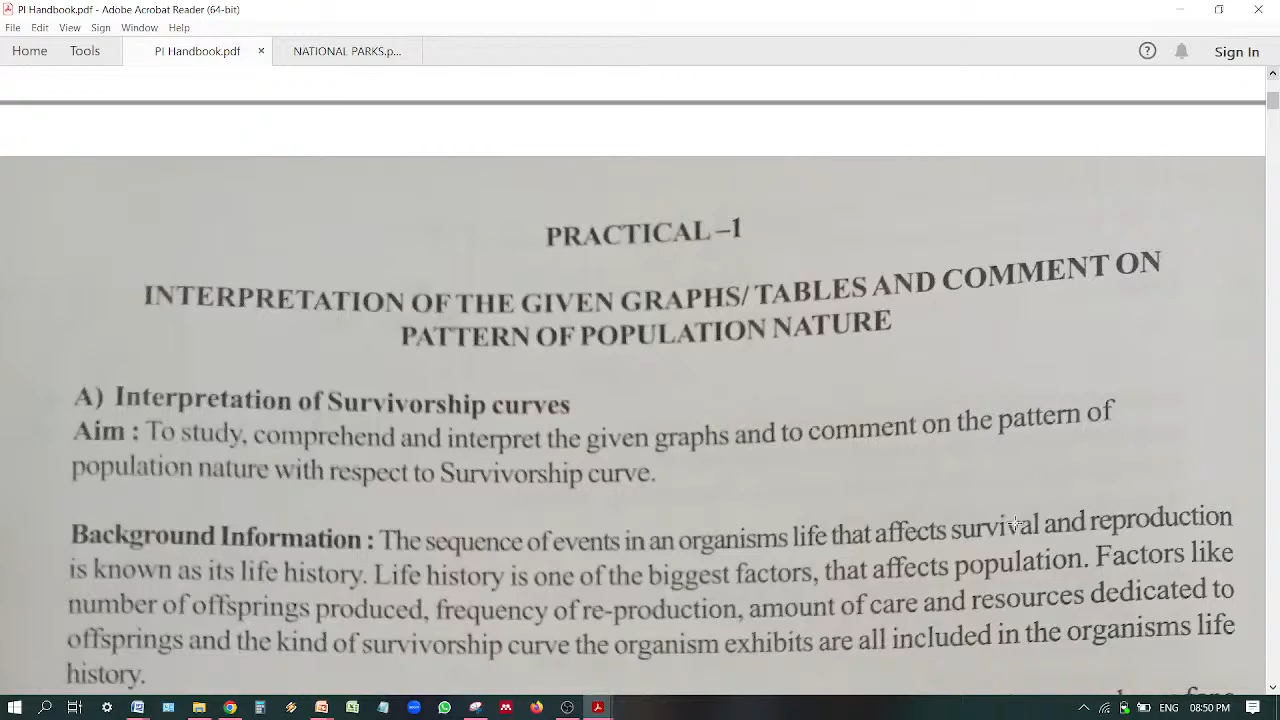 PI Handbook.pdf - Adobe Acrobat Reader (64-bit)
File Edit View Sign Window Help
Home Tools PI Handbook.pdf × NATIONAL PARKS.p... Sign In
PRACTICAL –1
INTERPRETATION OF THE GIVEN GRAPHS/ TABLES AND COMMENT ON
PATTERN OF POPULATION NATURE
A) Interpretation of Survivorship curves
Aim : To study, comprehend and interpret the given graphs and to comment on the pattern of
population nature with respect to Survivorship curve.
Background Information : The sequence of events in an organisms life that affects survival and reproduction
is known as its life history. Life history is one of the biggest factors, that affects population. Factors like
number of offsprings produced, frequency of re-production, amount of care and resources dedicated to
offsprings and the kind of survivorship curve the organism exhibits are all included in the organisms life
history.
ENG 08:50 PM